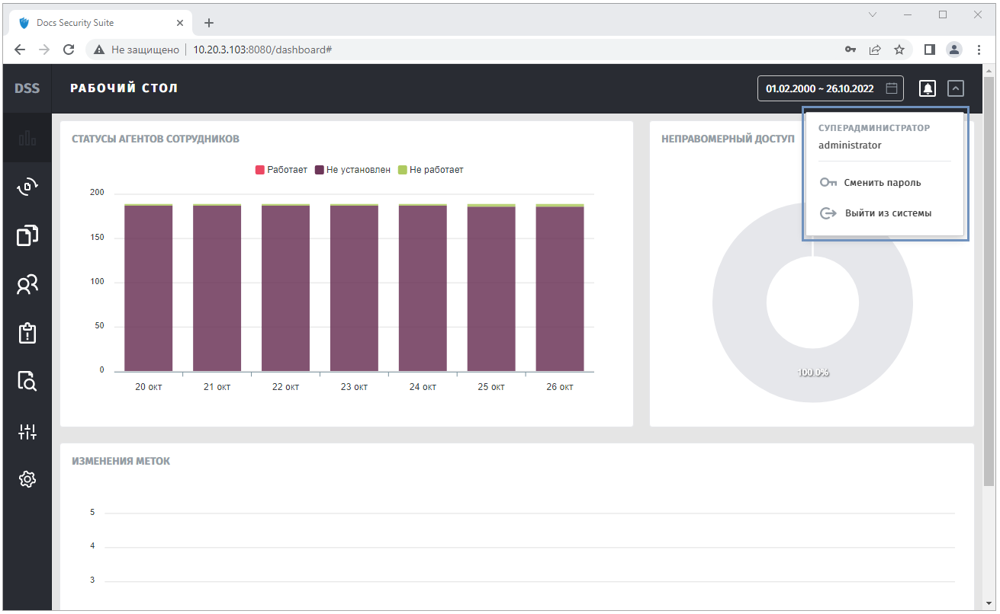 Docs Security Suite
Не защищено
10.20.3.103:8080/dashboard#
DSS
РАБОЧИЙ СТОЛ
01.02.2000 ~ 26.10.2022
СУПЕРАДМИНИСТРАТОР
administrator
Сменить пароль
Выйти из системы
СТАТУСЫ АГЕНТОВ СОТРУДНИКОВ
Работает Не установлен Не работает
200
150
100
50
0
20 окт 21 окт 22 окт 23 окт 24 окт 25 окт 26 окт
НЕПРАВОМЕРНЫЙ ДОСТУП
100.0%
ИЗМЕНЕНИЯ МЕТОК
5
4
3